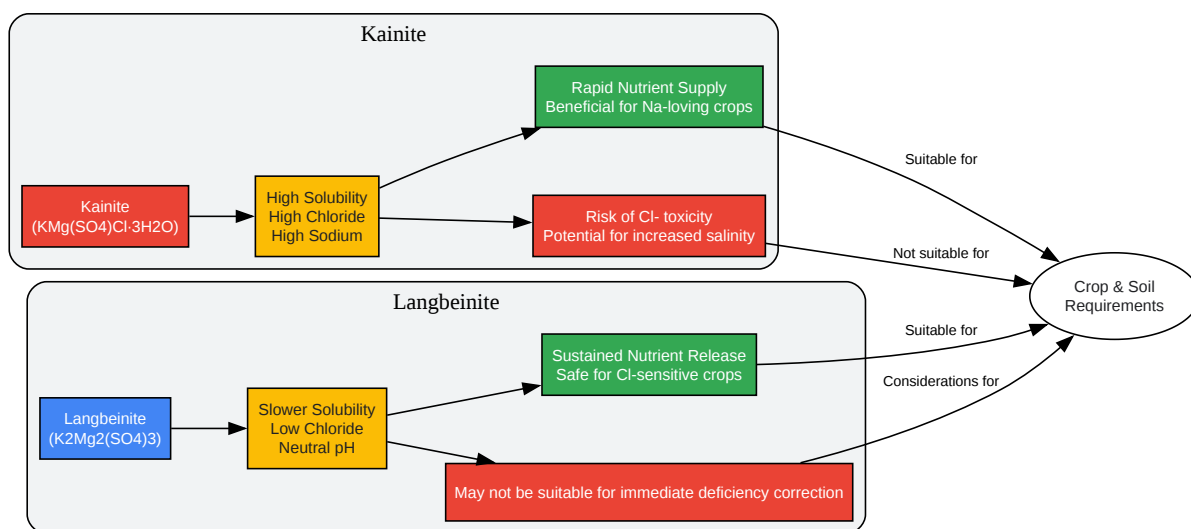 Kainite
Rapid Nutrient Supply
Beneficial for Na-loving crops
Suitable for
Kainite
(KMg(SO4)Cl·3H2O)
High Solubility
High Chloride
High Sodium
Risk of Cl- toxicity
Potential for increased salinity
Not suitable for
Crop & Soil
Requirements
Langbeinite
Sustained Nutrient Release
Safe for Cl-sensitive crops
Suitable for
Considerations for
Langbeinite
(K2Mg2(SO4)3)
Slower Solubility
Low Chloride
Neutral pH
May not be suitable for immediate deficiency correction